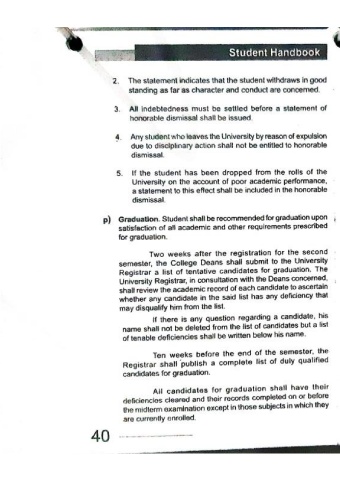 Student Handbook
2. The statement indicates that the student withdraws in good
standing as far as character and conduct are concerned.
3. All indebtedness must be settled before a statement of
honorable dismissal shall be issued.
4. Any student who leaves the University by reason of expulsion
due to disciplinary action shall not be entitled to honorable
dismissal.
5. If the student has been dropped from the rolls of the
University on the account of poor academic performance,
a statement to this effect shall be included in the honorable
dismissal.
p) Graduation. Student shall be recommended for graduation upon
satisfaction of all academic and other requirements prescribed
for graduation.
Two weeks after the registration for the second
semester, the College Deans shall submit to the University
Registrar a list of tentative candidates for graduation. The
University Registrar, in consultation with the Deans concerned,
shall review the academic record of each candidate to ascertain
whether any candidate in the said list has any deficiency that
may disqualify him from the list.
If there is any question regarding a candidate, his
name shall not be deleted from the list of candidates but a list
of tenable deficiencies shall be written below his name.
Ten weeks before the end of the semester, the
Registrar shall publish a complete list of duly qualified
candidates for graduation.
All candidates for graduation shall have their
deficiencies cleared and their records completed on or before
the midterm examination except in those subjects in which they
are currently enrolled.
40